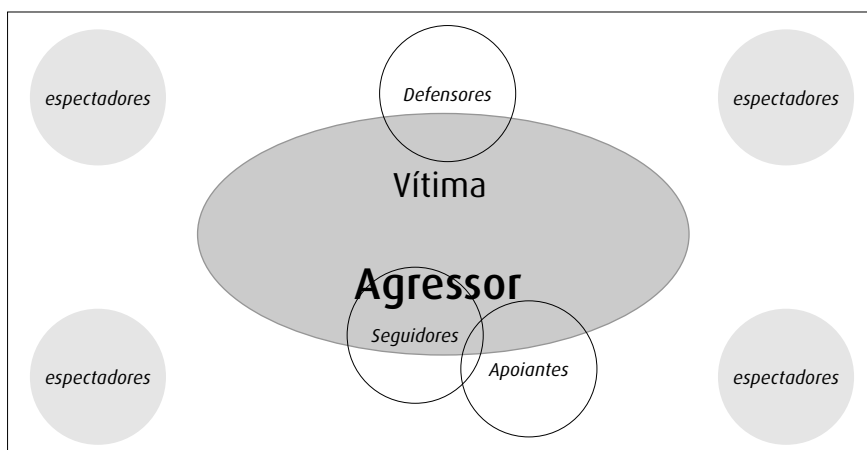 espectadores
Defensores
espectadores
Vítima
Agressor
Seguidores
Apoiantes
espectadores
espectadores